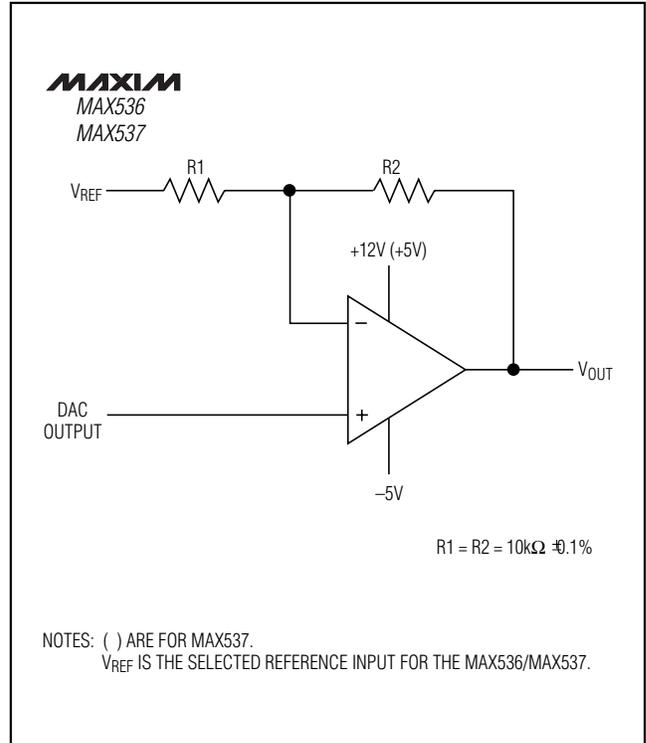 MAXIM
MAX536
MAX537
R1
R2
VREF
+12V (+5V)
−
VOUT
DAC
OUTPUT
+
–5V
R1 = R2 = 10kΩ ±0.1%
NOTES: ( ) ARE FOR MAX537.
VREF IS THE SELECTED REFERENCE INPUT FOR THE MAX536/MAX537.